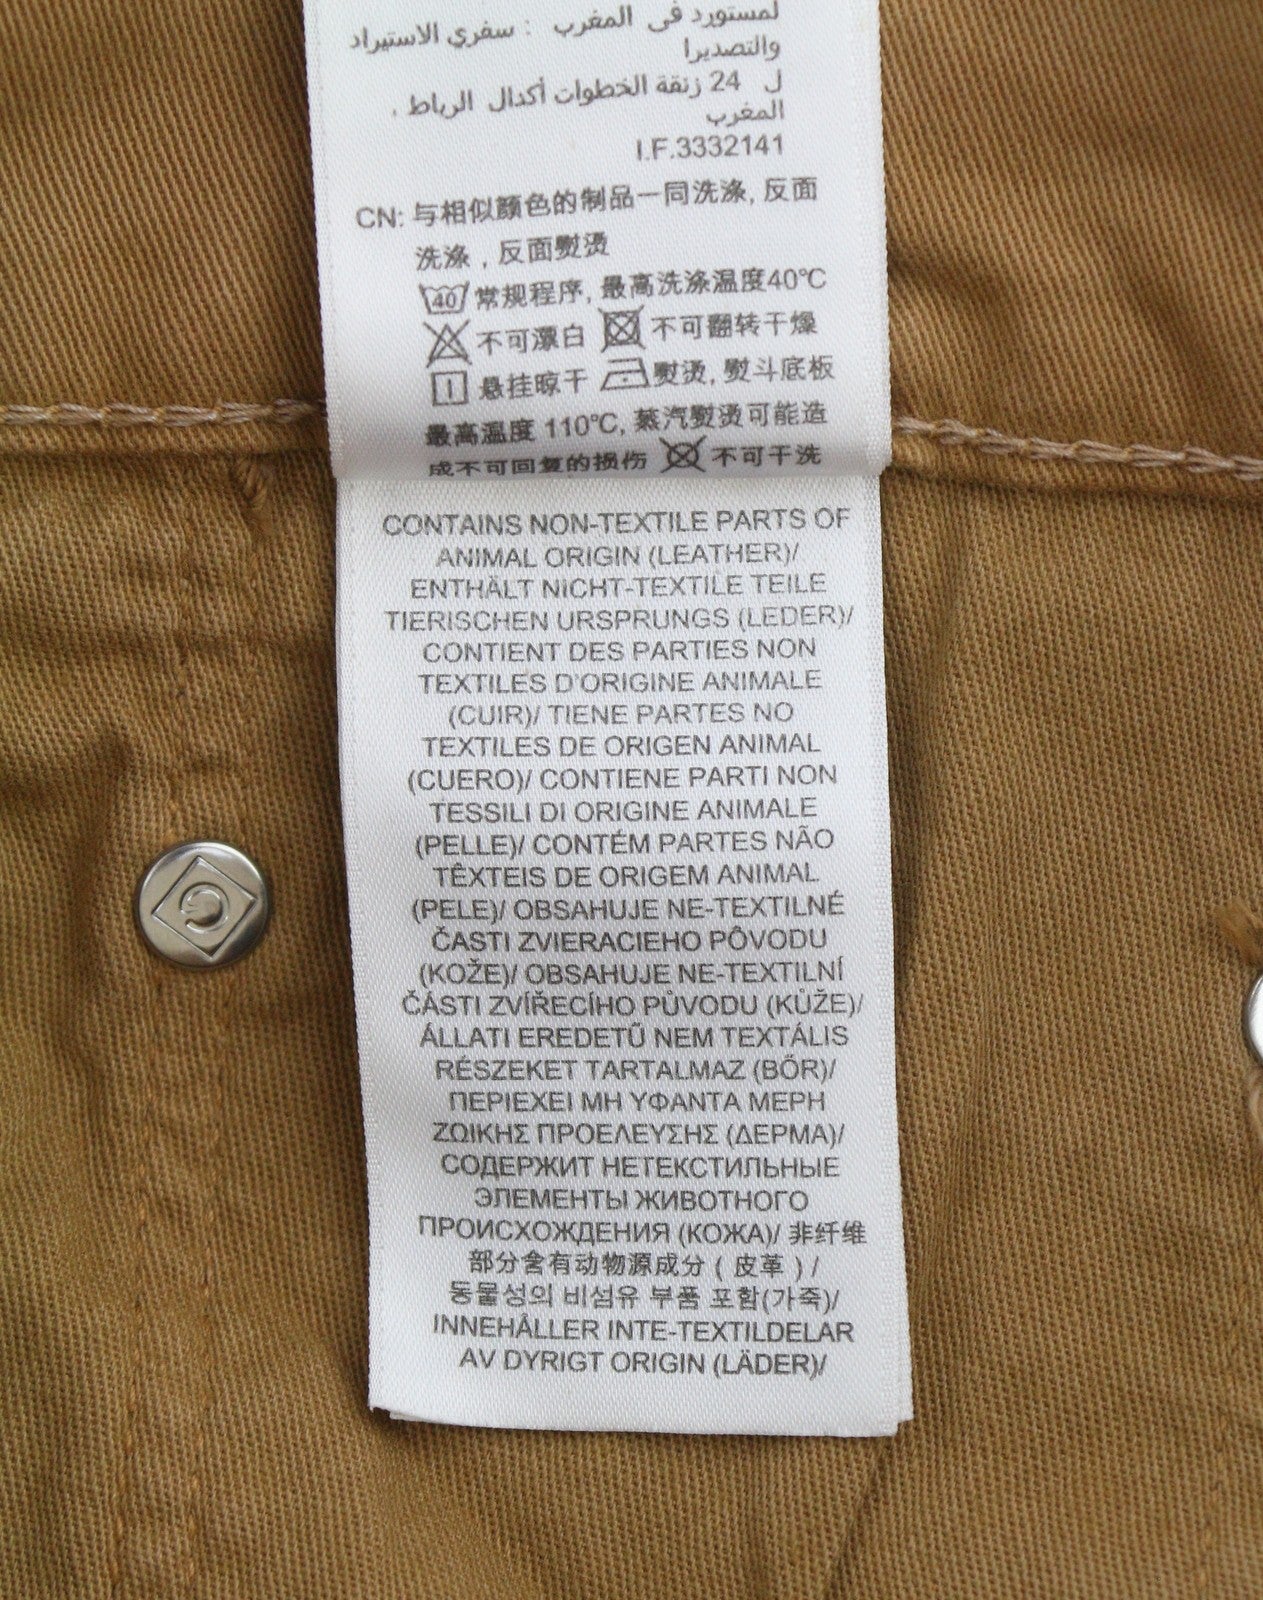 لمستورد في المغرب : سفري الاستيراد
والتصديرا
ل 24 زنقة الخطوات أكدال الرباط ،
المغرب
I.F.3332141
CN: 与相似颜色的制品一同洗涤, 反面
洗涤 , 反面熨烫
40 常规程序, 最高洗涤温度40℃
不可漂白 不可翻转干燥
悬挂晾干 熨烫, 熨斗底板
最高温度 110℃, 蒸汽熨烫可能造
成不可回复的损伤 不可干洗
CONTAINS NON-TEXTILE PARTS OF
ANIMAL ORIGIN (LEATHER)/
ENTHÄLT NICHT-TEXTILE TEILE
TIERISCHEN URSPRUNGS (LEDER)/
CONTIENT DES PARTIES NON
TEXTILES D'ORIGINE ANIMALE
(CUIR)/ TIENE PARTES NO
TEXTILES DE ORIGEN ANIMAL
(CUERO)/ CONTIENE PARTI NON
TESSILI DI ORIGINE ANIMALE
(PELLE)/ CONTÉM PARTES NÃO
TÊXTEIS DE ORIGEM ANIMAL
(PELE)/ OBSAHUJE NE-TEXTILNÉ
ČASTI ZVIERACIEHO PÔVODU
(KOŽE)/ OBSAHUJE NE-TEXTILNÍ
ČÁSTI ZVÍŘECÍHO PŮVODU (KŮŽE)/
ÁLLATI EREDETŰ NEM TEXTÁLIS
RÉSZEKET TARTALMAZ (BŐR)/
ΠΕΡΙΕΧΕΙ ΜΗ ΥΦΑΝΤΑ ΜΕΡΗ
ΖΩΙΚΗΣ ΠΡΟΕΛΕΥΣΗΣ (ΔΕΡΜΑ)/
СОДЕРЖИТ НЕТЕКСТИЛЬНЫЕ
ЭЛЕМЕНТЫ ЖИВОТНОГО
ПРОИСХОЖДЕНИЯ (КОЖА)/ 非纤维
部分含有动物源成分 ( 皮革 ) /
동물성의 비섬유 부품 포함(가죽)/
INNEHÅLLER INTE-TEXTILDELAR
AV DYRIGT ORIGIN (LÄDER)/